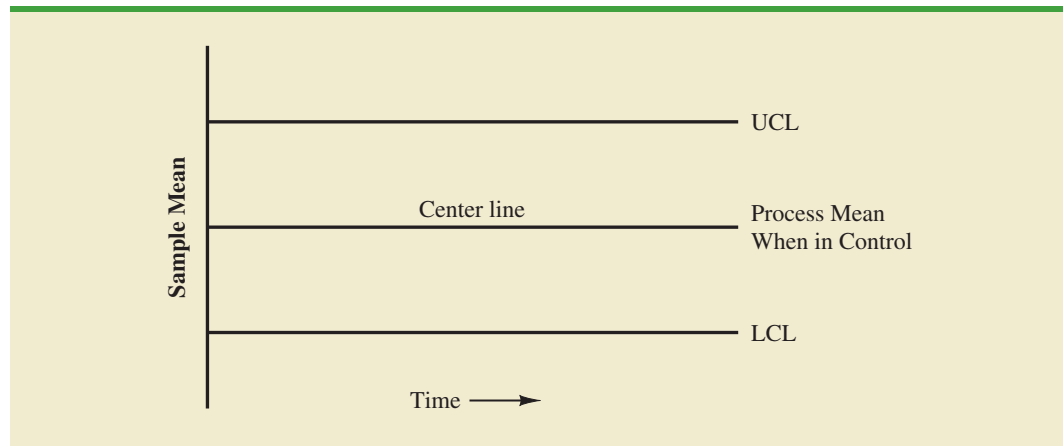 UCL
Sample Mean
Center line
Process Mean
When in Control
LCL
Time